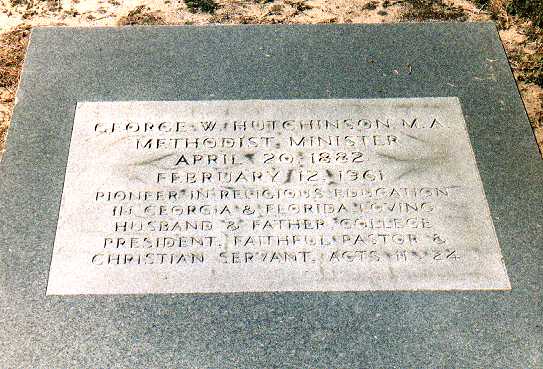 GEORGE W. HUTCHINSON M.A.
METHODIST MINISTER
APRIL 20 1882
FEBRUARY 12 1961
PIONEER IN RELIGIOUS EDUCATION
IN GEORGIA & FLORIDA LOVING
HUSBAND & FATHER COLLEGE
PRESIDENT, FAITHFUL PASTOR &
CHRISTIAN SERVANT, ACTS 11 24